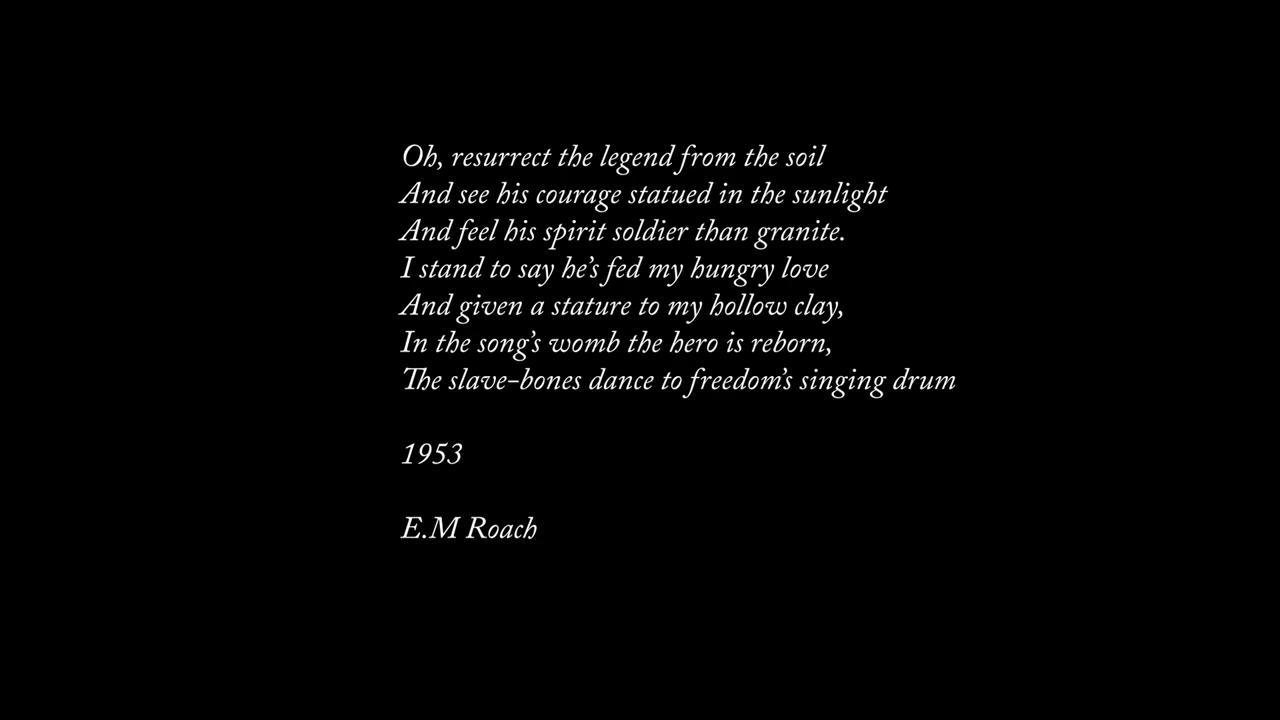 Oh, resurrect the legend from the soil
And see his courage statued in the sunlight
And feel his spirit soldier than granite.
I stand to say he’s fed my hungry love
And given a stature to my hollow clay,
In the song’s womb the hero is reborn,
The slave-bones dance to freedom’s singing drum
1953
E.M Roach